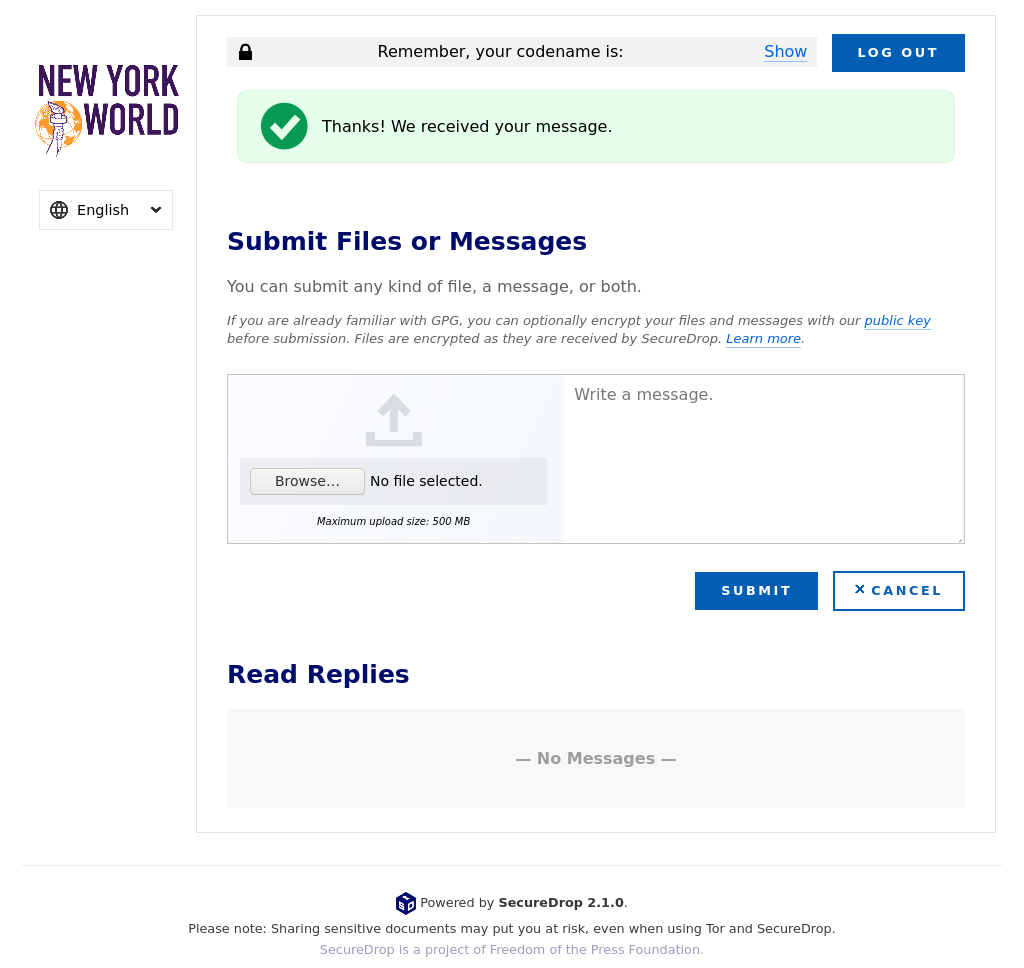 NEW YORK
WORLD
English
Remember, your codename is:
Show
LOG OUT
Thanks! We received your message.
Submit Files or Messages
You can submit any kind of file, a message, or both.
If you are already familiar with GPG, you can optionally encrypt your files and messages with our public key
before submission. Files are encrypted as they are received by SecureDrop. Learn more.
Browse...
No file selected.
Maximum upload size: 500 MB
Write a message.
SUBMIT
× CANCEL
Read Replies
— No Messages —
Powered by SecureDrop 2.1.0.
Please note: Sharing sensitive documents may put you at risk, even when using Tor and SecureDrop.
SecureDrop is a project of Freedom of the Press Foundation.